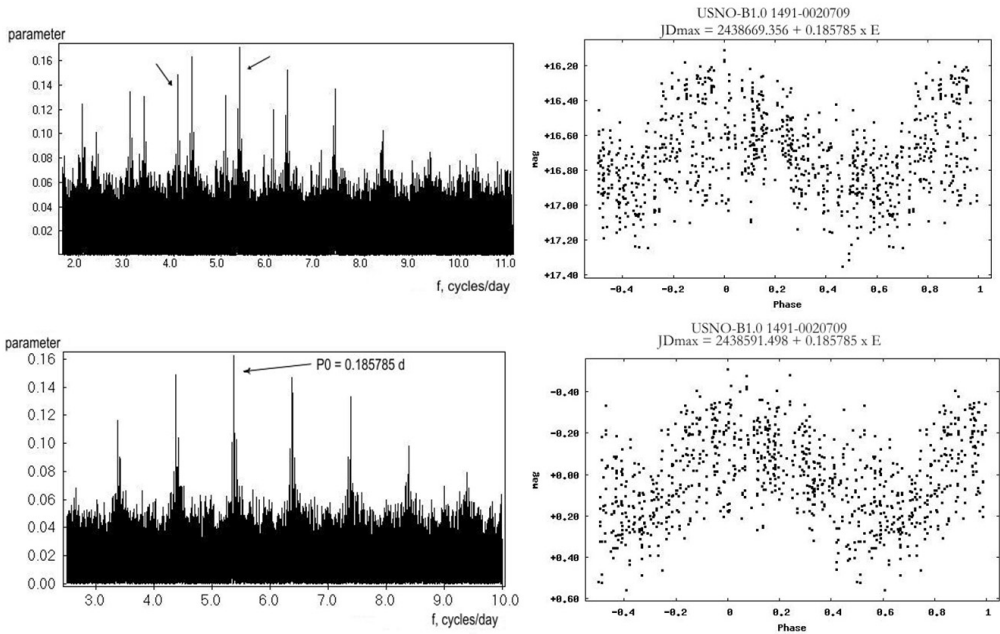 parameter
0.16
0.14
0.12
0.10
0.08
0.06
0.04
0.02
2.0 3.0 4.0 5.0 6.0 7.0 8.0 9.0 10.0 11.0
f, cycles/day
USNO-B1.0 1491-0020709
JDmax = 2438669.356 + 0.185785 x E
+16.20
+16.40
+16.60
+16.80
+17.00
+17.20
+17.40
mag
-0.4 -0.2 0 0.2 0.4 0.6 0.8 1
Phase
parameter
0.16
0.14
0.12
0.10
0.08
0.06
0.04
0.02
0.00
P0 = 0.185785 d
3.0 4.0 5.0 6.0 7.0 8.0 9.0 10.0
f, cycles/day
USNO-B1.0 1491-0020709
JDmax = 2438591.498 + 0.185785 x E
-0.40
-0.20
+0.00
+0.20
+0.40
+0.60
mag
-0.4 -0.2 0 0.2 0.4 0.6 0.8 1
Phase